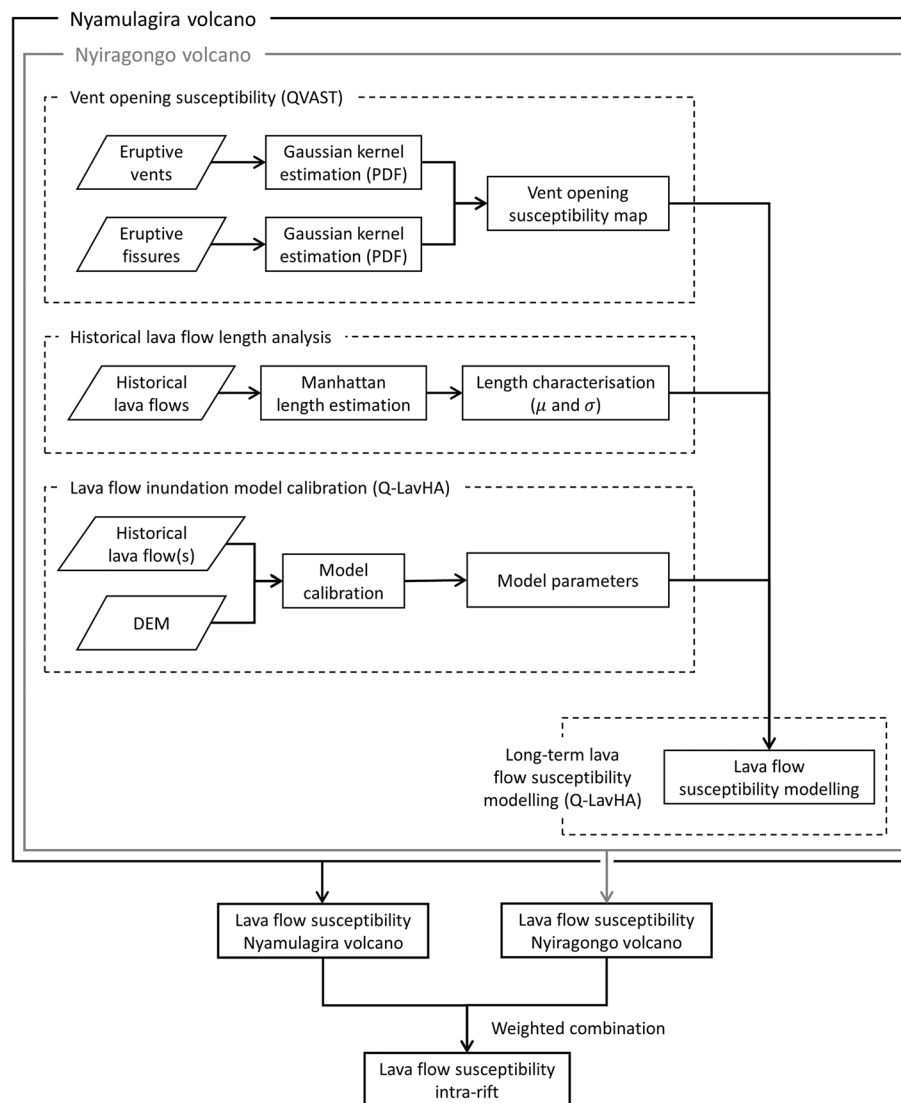 Nyamulagira volcano
Nyiragongo volcano
Vent opening susceptibility (QVAST)
Eruptive
vents
Gaussian kernel
estimation (PDF)
Vent opening
susceptibility map
Eruptive
fissures
Gaussian kernel
estimation (PDF)
Historical lava flow length analysis
Historical
lava flows
Manhattan
length estimation
Length characterisation
(μ and σ)
Lava flow inundation model calibration (Q-LavHA)
Historical
lava flow(s)
Model
calibration
Model parameters
DEM
Long-term lava
flow susceptibility
modelling (Q-LavHA)
Lava flow
susceptibility modelling
Lava flow susceptibility
Nyamulagira volcano
Lava flow susceptibility
Nyiragongo volcano
Weighted combination
Lava flow susceptibility
intra-rift